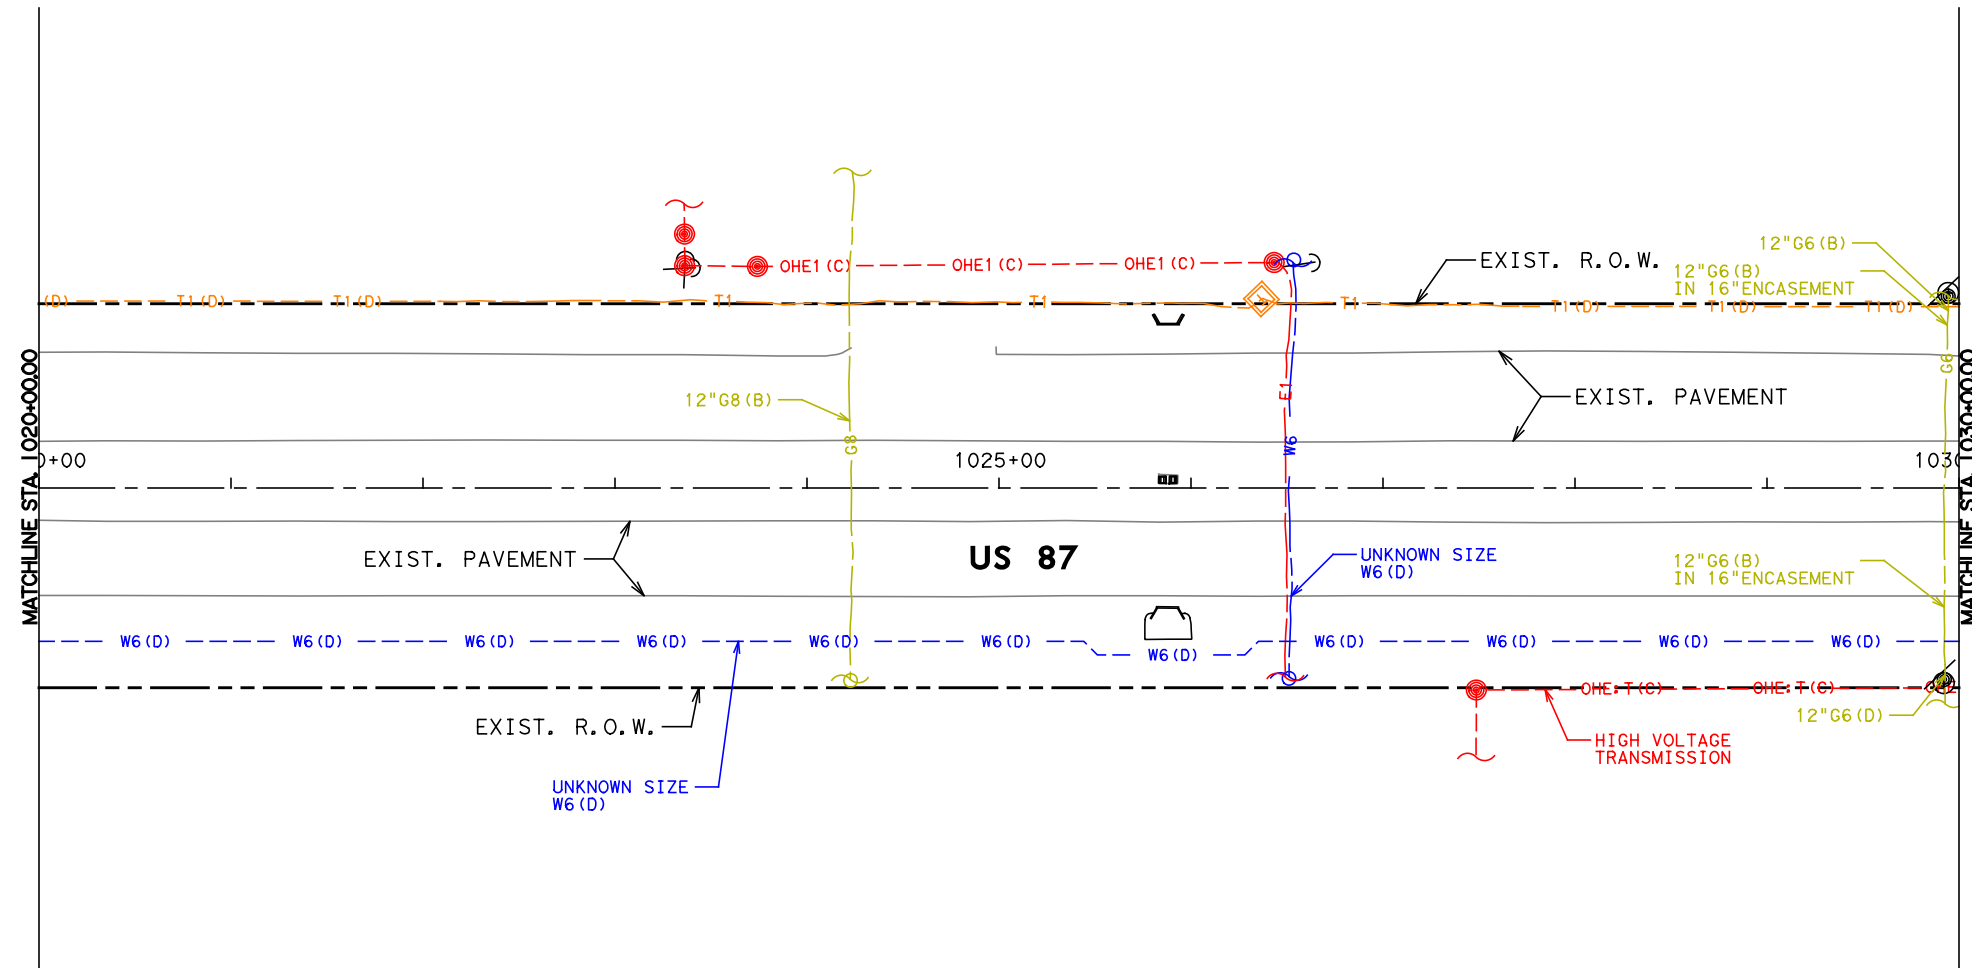 12"G6(B)
EXIST. R.O.W.
OHE1(C) OHE1(C) OHE1(C)
12"G6(B)
IN 16"ENCASEMENT
(D) T1(D) T1(D) T1 T1 T1 T1(D) T1(D) T1(D)
G6
E1
12"G8(B)
EXIST. PAVEMENT
G8
W6
0+00
1025+00
103
MATCHLINE STA. 1020+00.00
MATCHLINE STA. 1030+00.00
EXIST. PAVEMENT
US 87
UNKNOWN SIZE
W6(D)
12"G6(B)
IN 16"ENCASEMENT
W6(D) W6(D) W6(D) W6(D) W6(D) W6(D) W6(D) W6(D) W6(D) W6(D) W6(D)
OHE:T(C) OHE:T(C)
12"G6(D)
EXIST. R.O.W.
HIGH VOLTAGE
TRANSMISSION
UNKNOWN SIZE
W6(D)